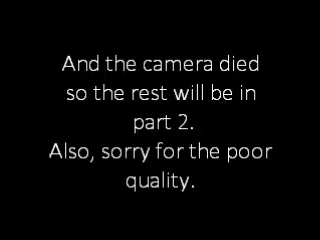 And the camera died
so the rest will be in
part 2.
Also, sorry for the poor
quality.